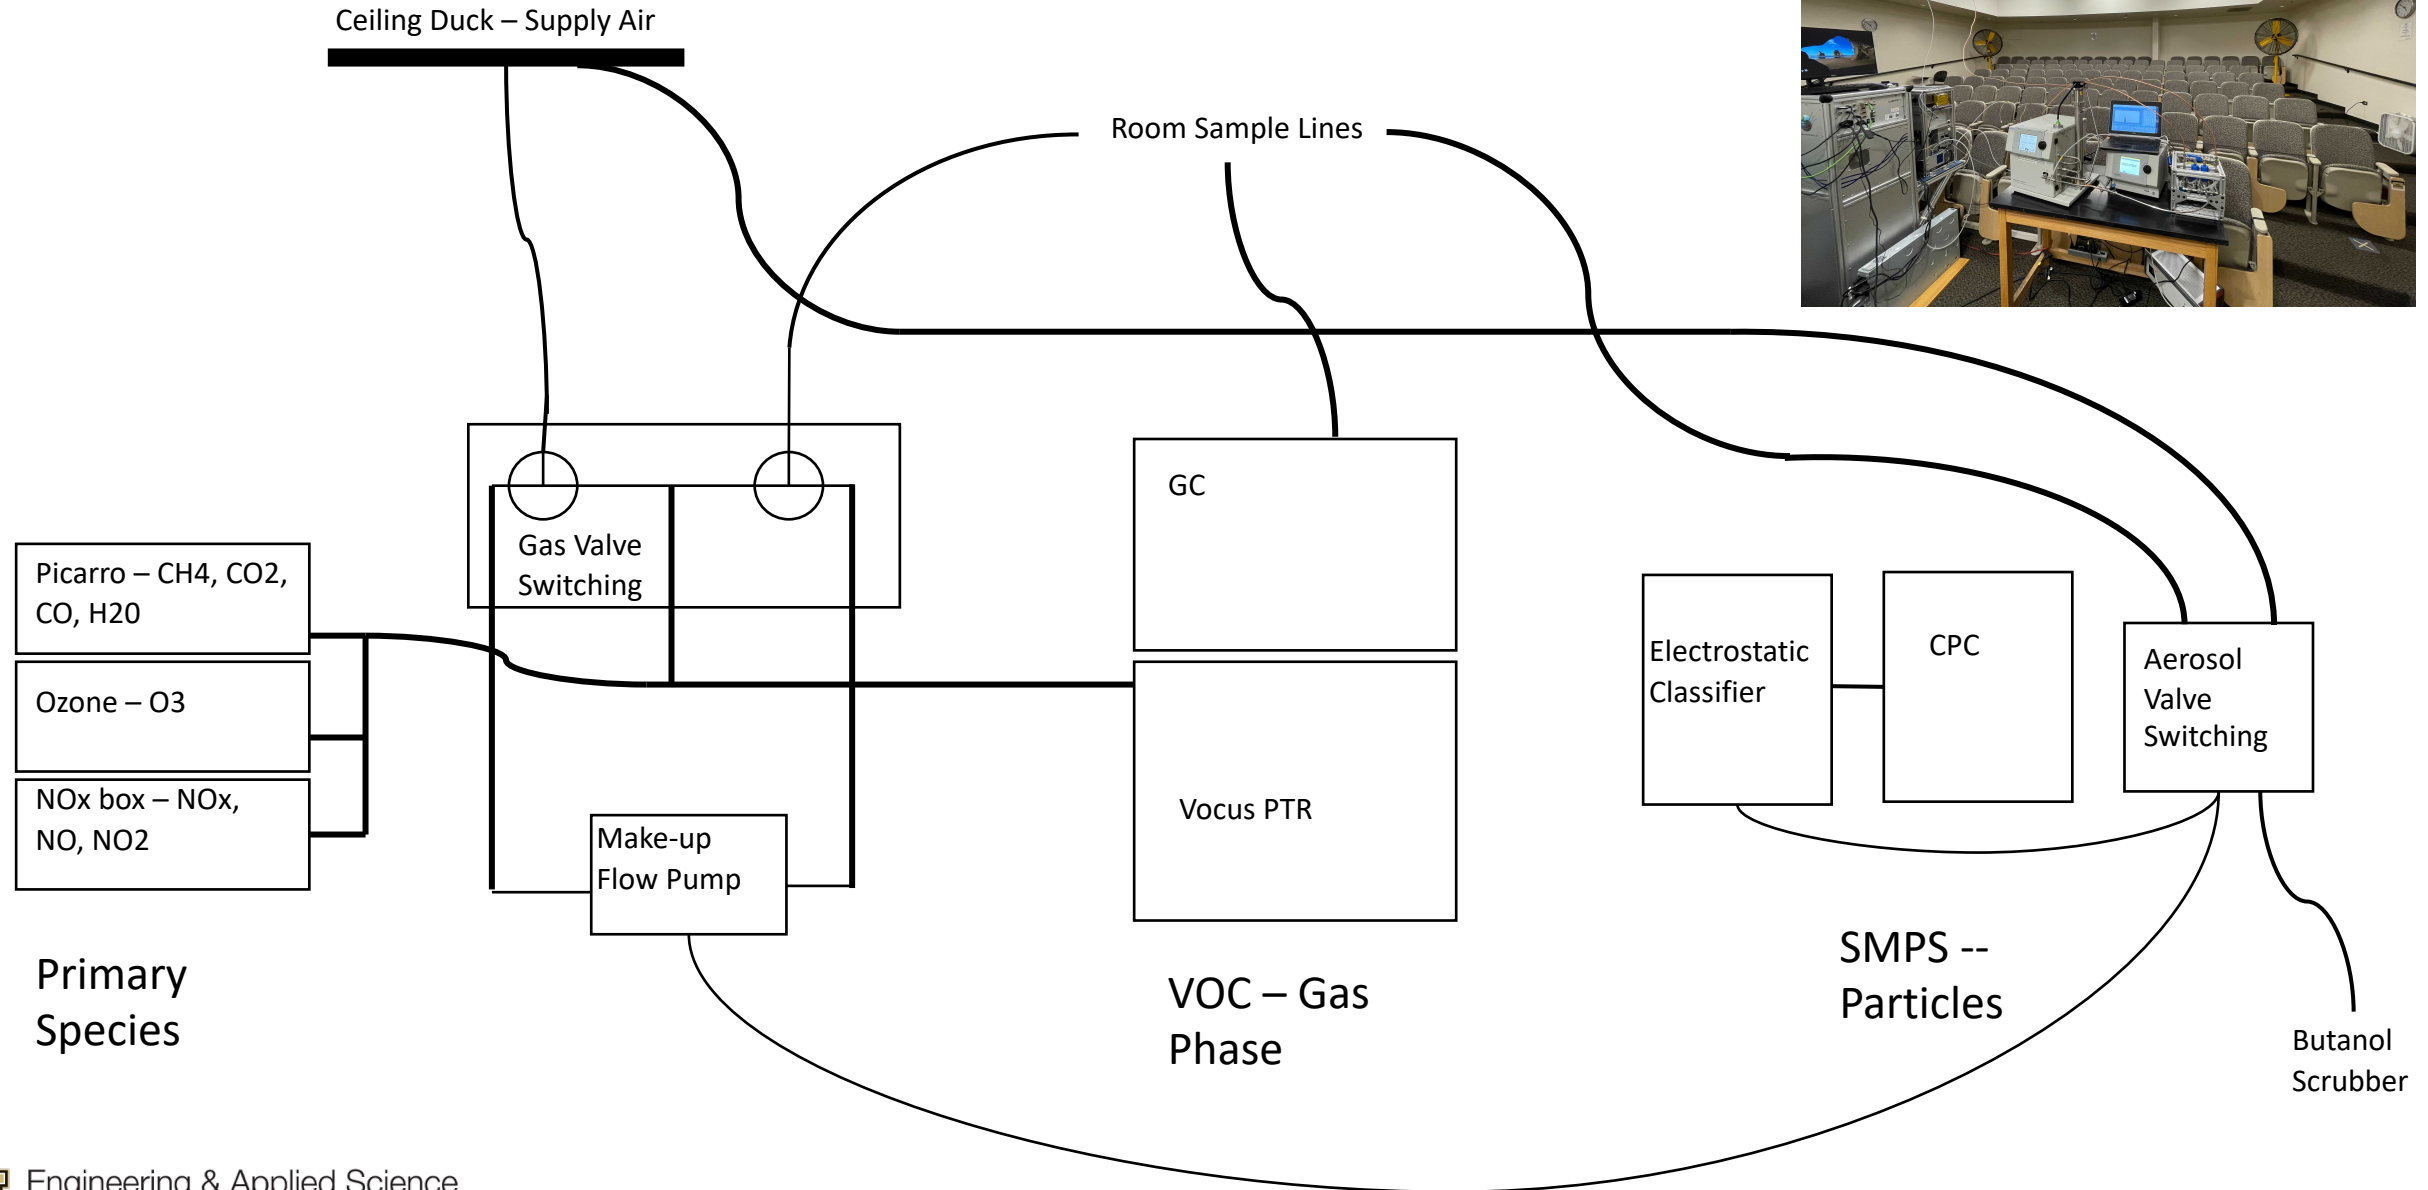 Ceiling Duck – Supply Air
Room Sample Lines
Gas Valve
Switching
GC
Picarro – CH4, CO2,
CO, H20
Ozone – O3
NOx box – NOx,
NO, NO2
Electrostatic
Classifier
CPC
Aerosol
Valve
Switching
Make-up
Flow Pump
Vocus PTR
Primary
Species
VOC – Gas
Phase
SMPS --
Particles
Butanol
Scrubber
Engineering & Applied Science